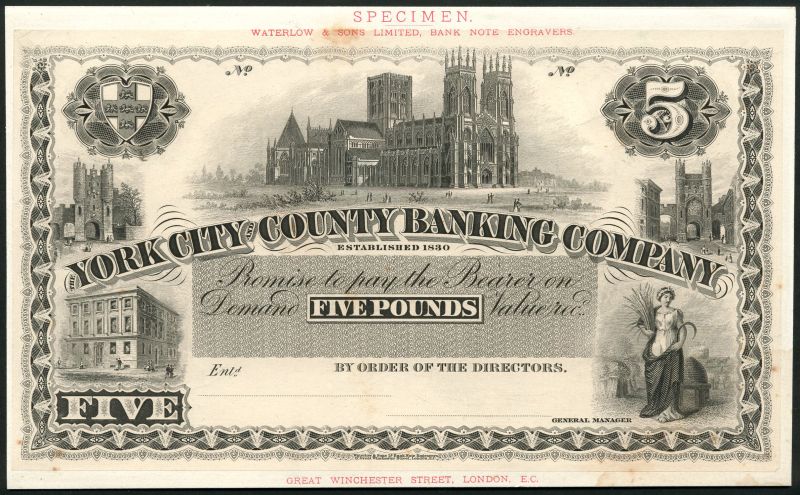 SPECIMEN.
WATERLOW & SONS LIMITED, BANK NOTE ENGRAVERS.
No
No
5
THE YORK CITY AND COUNTY BANKING COMPANY
ESTABLISHED 1830
Promise to pay the Bearer on
Demand FIVE POUNDS Value rec.d
Ent.d
BY ORDER OF THE DIRECTORS.
FIVE
GENERAL MANAGER
GREAT WINCHESTER STREET, LONDON, E.C.